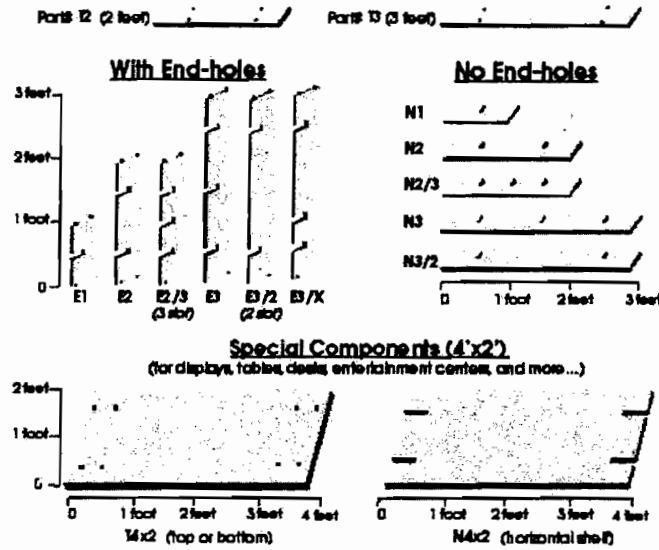 Part# T2 (2 feet) Part# T3 (3 feet)
With End-holes No End-holes
3 feet
2 feet
1 foot
0
E1 E2 E2/3 E3 E3/2 E3/X
(3 slot) (2 slot)
N1
N2
N2/3
N3
N3/2
0 1 foot 2 feet 3 feet
Special Components (4'x2')
(for displays, tables, desks, entertainment centers, and more...)
2 feet
1 foot
0
0 1 foot 2 feet 3 feet 4 feet
T4x2 (top or bottom)
0 1 foot 2 feet 3 feet 4 feet
N4x2 (horizontal shelf)